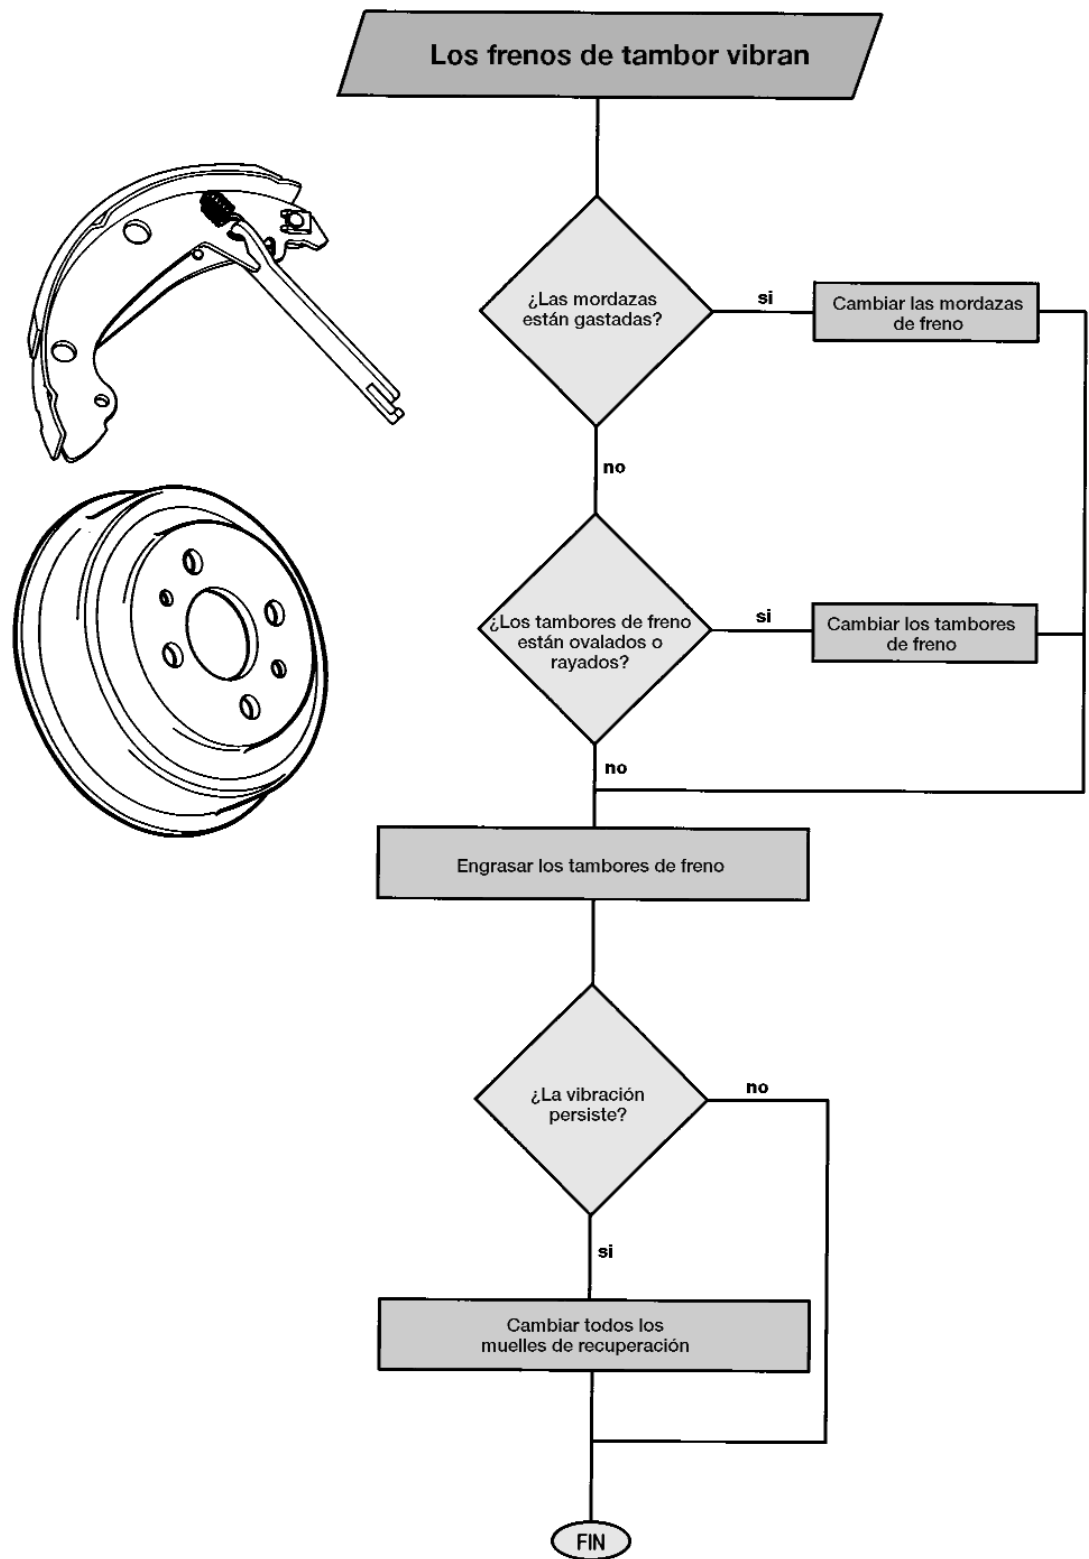 Los frenos de tambor vibran
¿Las mordazas
están gastadas?
si
Cambiar las mordazas
de freno
no
¿Los tambores de freno
están ovalados o
rayados?
si
Cambiar los tambores
de freno
no
Engrasar los tambores de freno
¿La vibración
persiste?
no
si
Cambiar todos los
muelles de recuperación
FIN